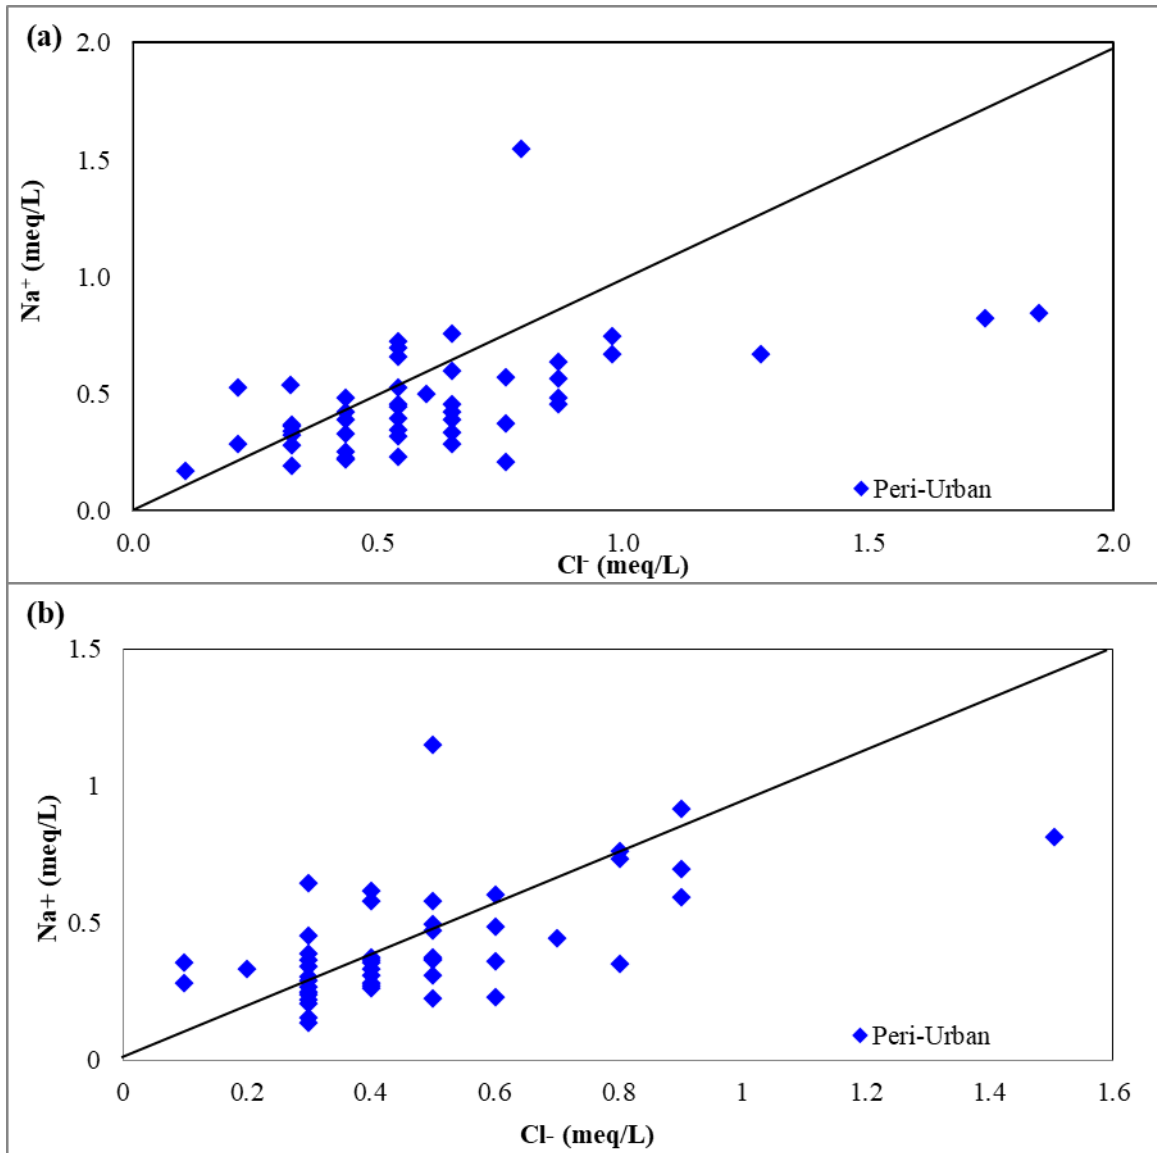 (a)
2.0
1.5
1.0
0.5
0.0
Na⁺ (meq/L)
Peri-Urban
0.0 0.5 1.0 1.5 2.0
Cl⁻ (meq/L)
(b)
1.5
1
0.5
0
Na+ (meq/L)
Peri-Urban
0 0.2 0.4 0.6 0.8 1 1.2 1.4 1.6
Cl- (meq/L)